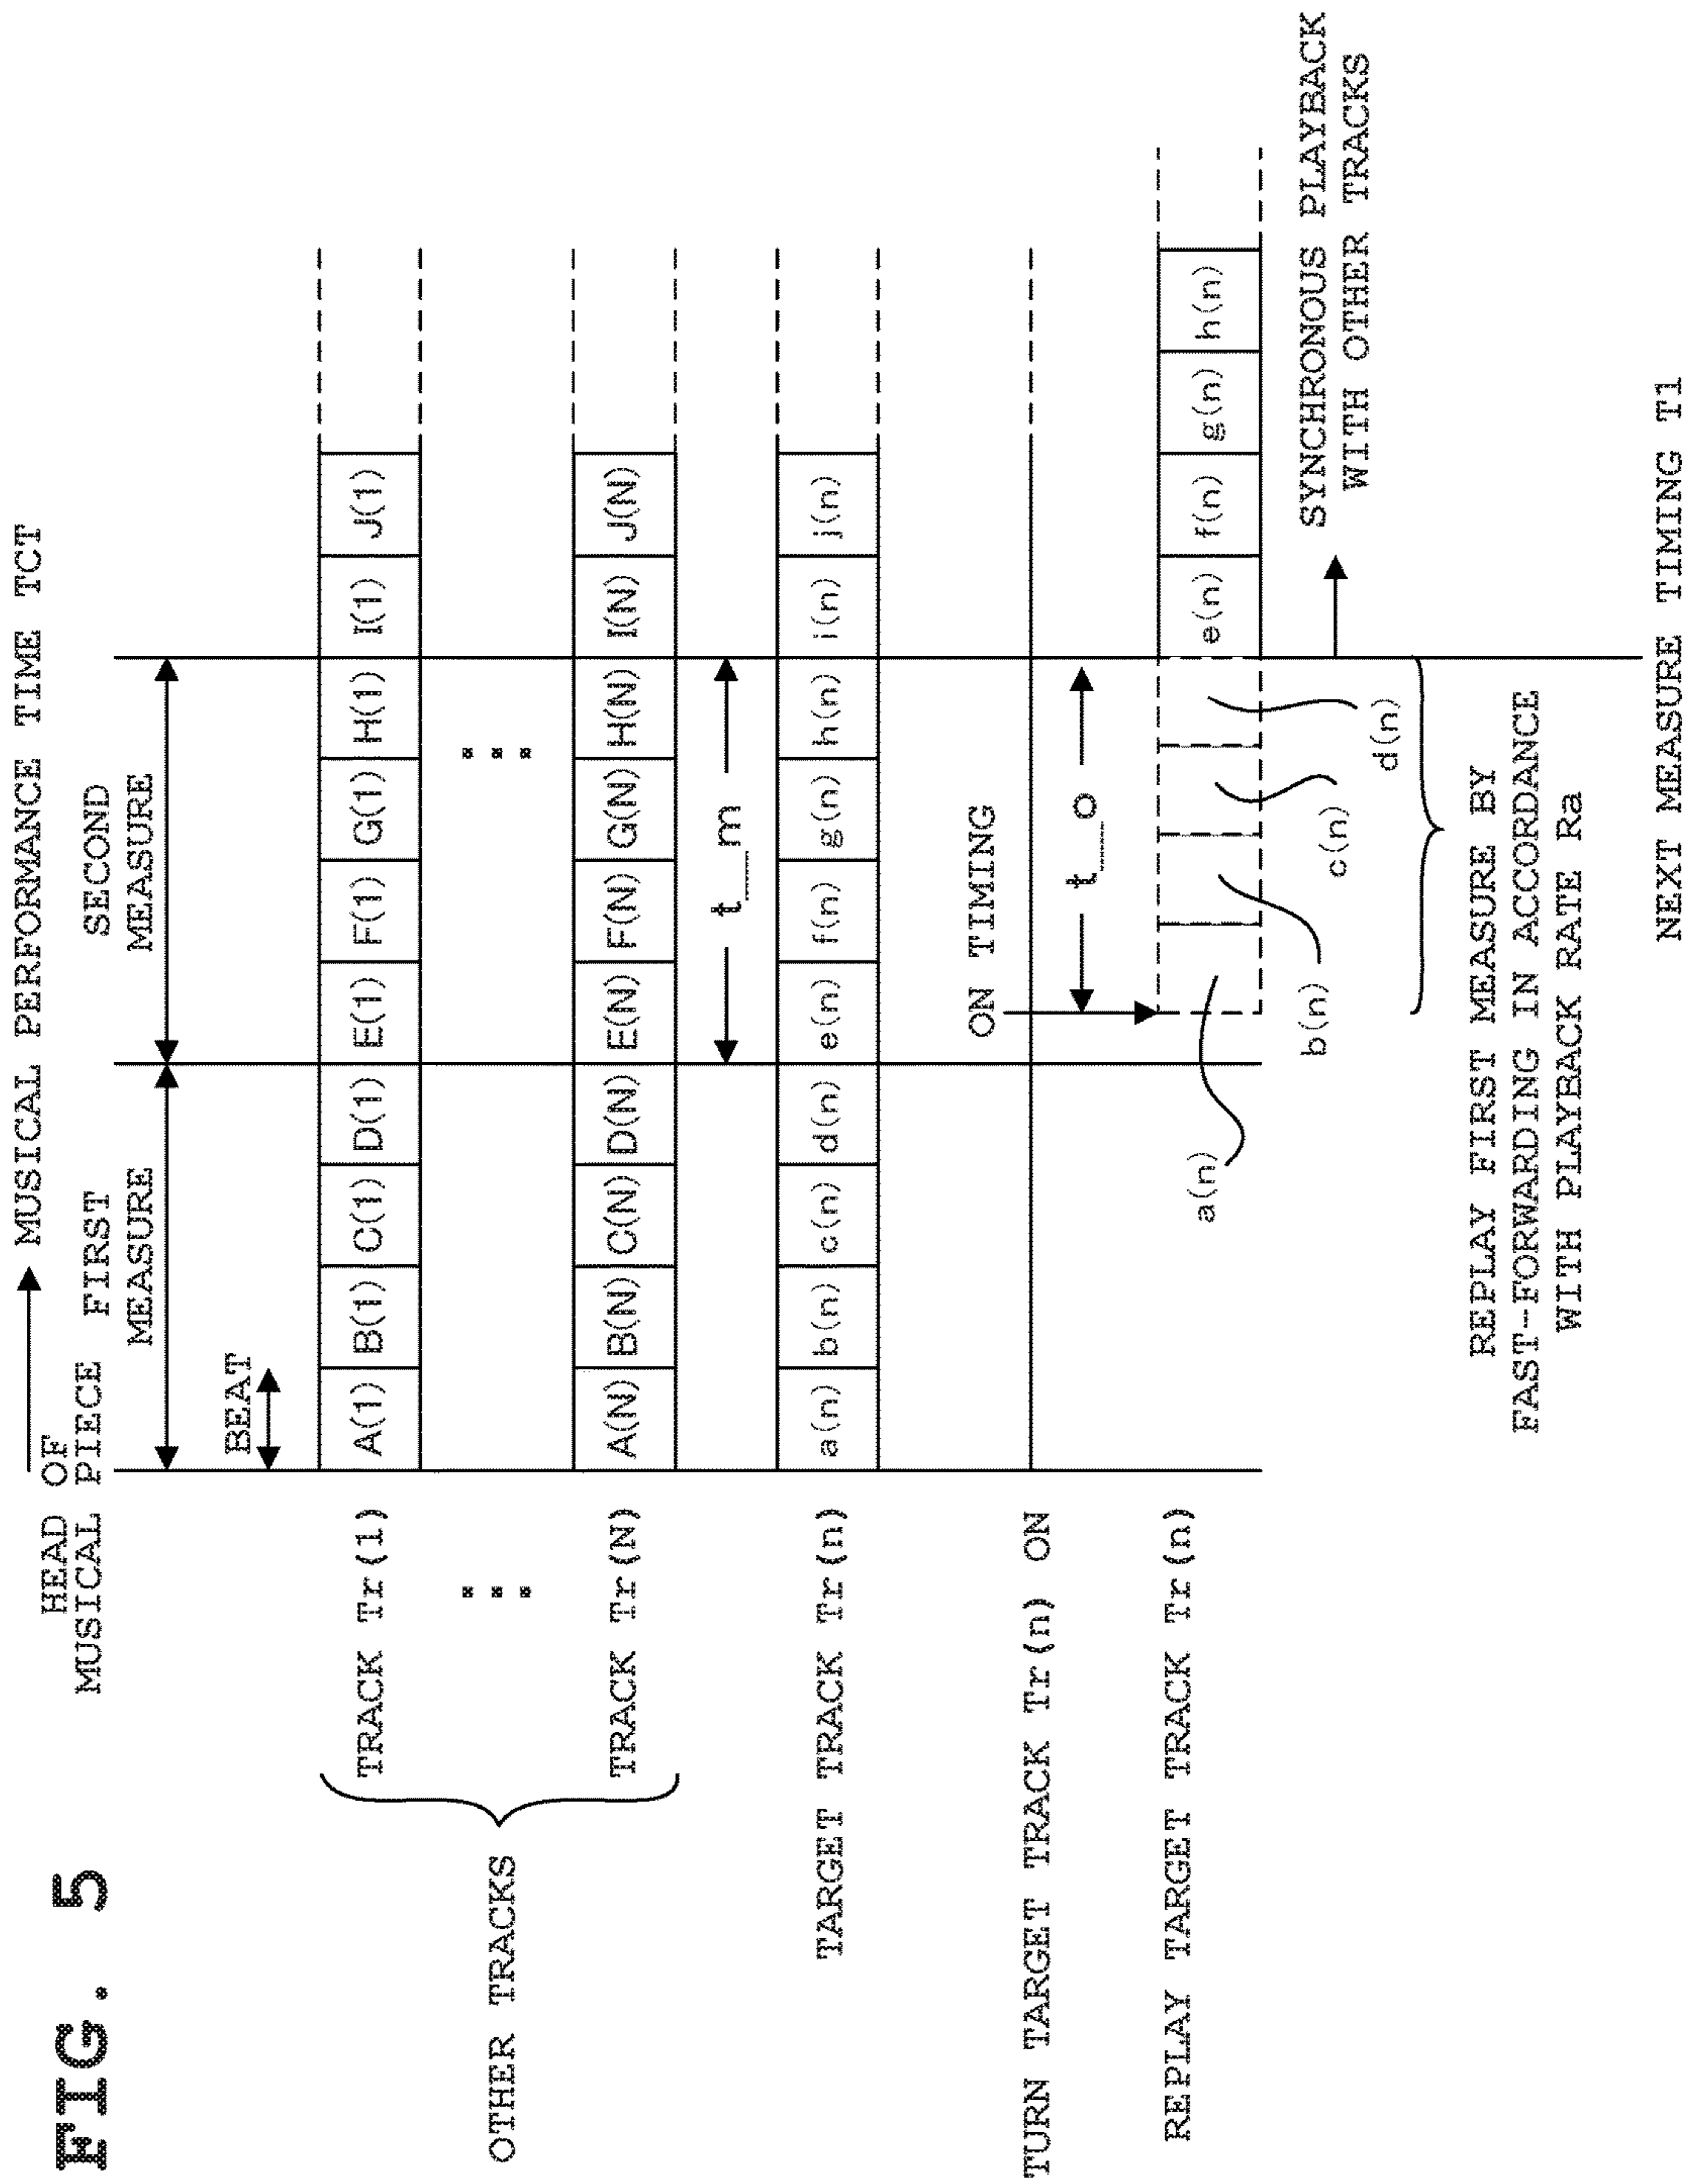 FIG. 5
MUSICAL PERFORMANCE TIME TCT
HEAD OF
MUSICAL PIECE
FIRST
MEASURE
SECOND
MEASURE
BEAT
OTHER TRACKS
TRACK Tr(1)
A(1) B(1) C(1) D(1) E(1) F(1) G(1) H(1) I(1) J(1)
TRACK Tr(N)
A(N) B(N) C(N) D(N) E(N) F(N) G(N) H(N) I(N) J(N)
t_m
TARGET TRACK Tr(n)
a(n) b(n) c(n) d(n) e(n) f(n) g(n) h(n) i(n) j(n)
ON TIMING
TURN TARGET TRACK Tr(n) ON
t_o
REPLAY TARGET TRACK Tr(n)
e(n) f(n) g(n) h(n)
a(n)
b(n)
c(n)
d(n)
SYNCHRONOUS PLAYBACK
WITH OTHER TRACKS
REPLAY FIRST MEASURE BY
FAST-FORWARDING IN ACCORDANCE
WITH PLAYBACK RATE Ra
NEXT MEASURE TIMING T1